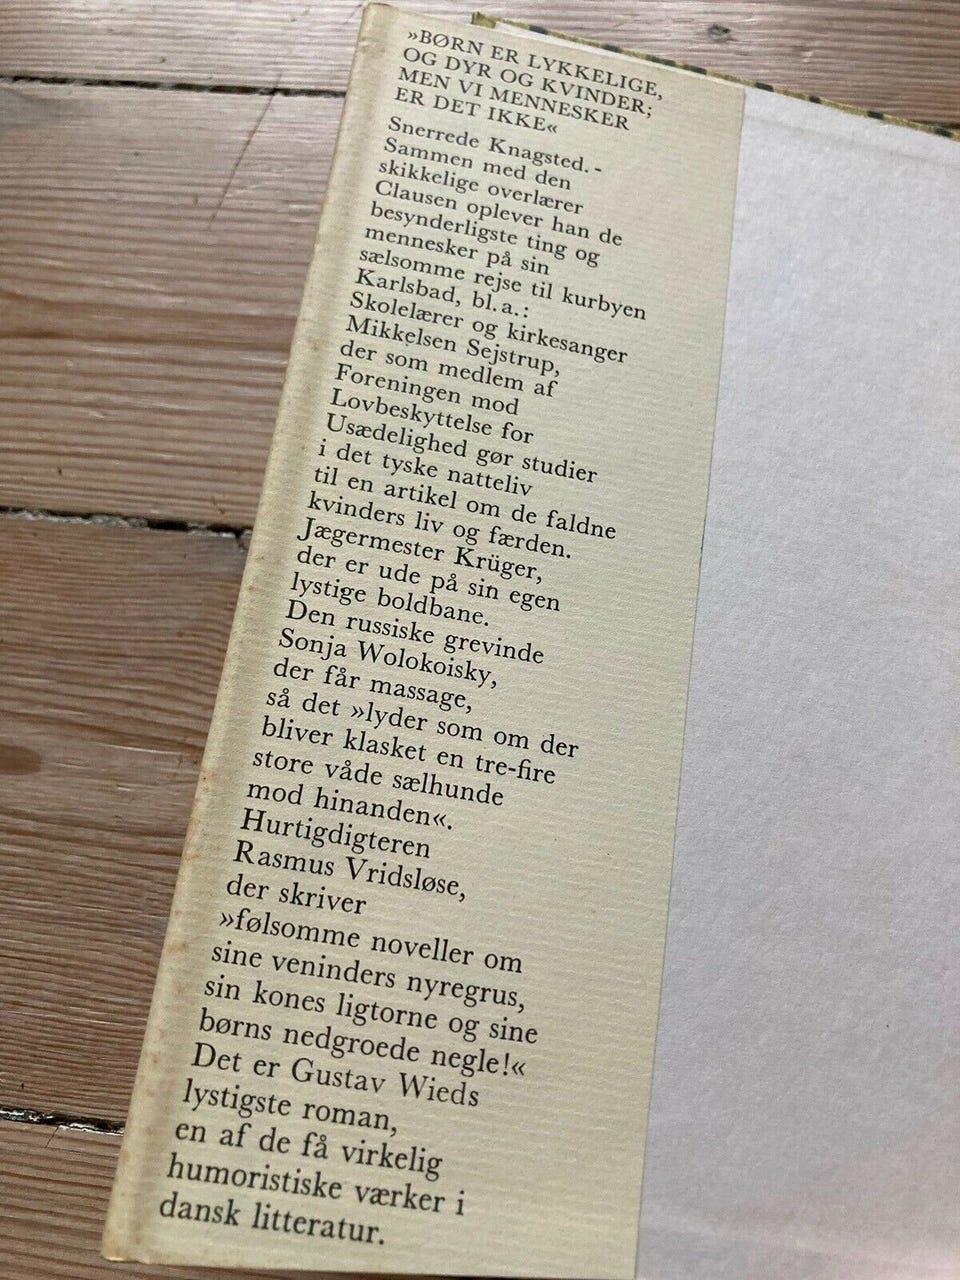 »BØRN ER LYKKELIGE,
OG DYR OG KVINDER;
MEN VI MENNESKER
ER DET IKKE«
Snerrede Knagsted. -
Sammen med den
skikkelige overlærer
Clausen oplever han de
besynderligste ting og
mennesker på sin
sælsomme rejse til kurbyen
Karlsbad, bl.a.:
Skolelærer og kirkesanger
Mikkelsen Sejstrup,
der som medlem af
Foreningen mod
Lovbeskyttelse for
Usædelighed gør studier
i det tyske natteliv
til en artikel om de faldne
kvinders liv og færden.
Jægermester Krüger,
der er ude på sin egen
lystige boldbane.
Den russiske grevinde
Sonja Wolokoisky,
der får massage,
så det »lyder som om der
bliver klasket en tre-fire
store våde sælhunde
mod hinanden«.
Hurtigdigteren
Rasmus Vridsløse,
der skriver
»følsomme noveller om
sine veninders nyregrus,
sin kones ligtorne og sine
børns nedgroede negle!«
Det er Gustav Wieds
lystigste roman,
en af de få virkelig
humoristiske værker i
dansk litteratur.